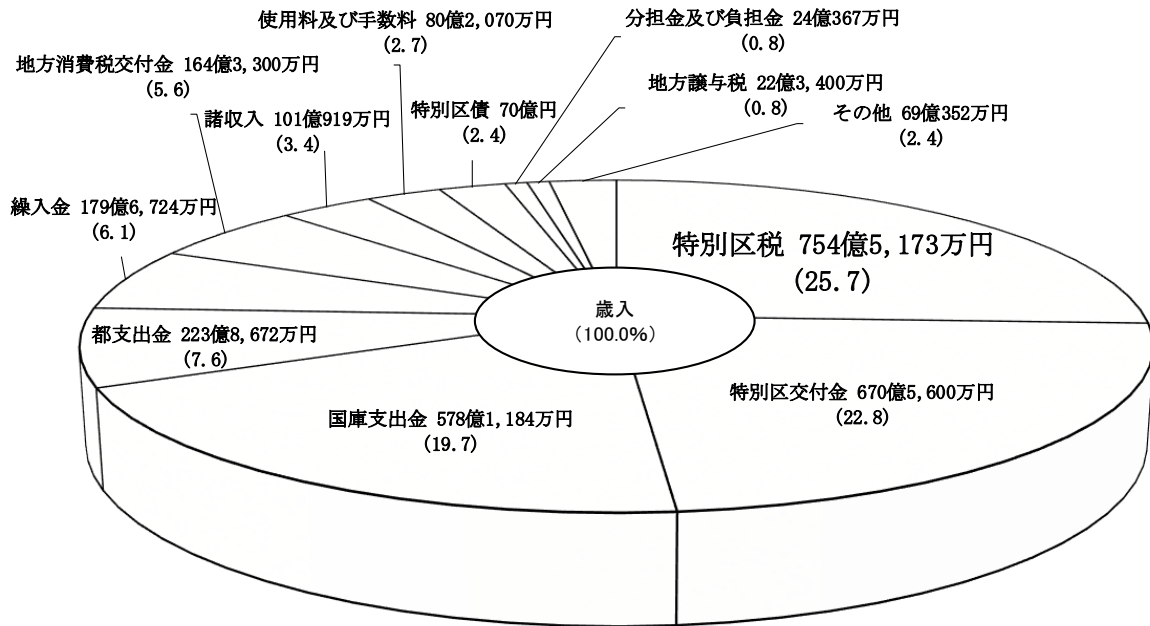 使用料及び手数料 80億2,070万円
(2.7)
分担金及び負担金 24億367万円
(0.8)
地方消費税交付金 164億3,300万円
(5.6)
特別区債 70億円
(2.4)
地方譲与税 22億3,400万円
(0.8)
その他 69億352万円
(2.4)
諸収入 101億919万円
(3.4)
繰入金 179億6,724万円
(6.1)
特別区税 754億5,173万円
(25.7)
歳入
(100.0%)
都支出金 223億8,672万円
(7.6)
特別区交付金 670億5,600万円
(22.8)
国庫支出金 578億1,184万円
(19.7)